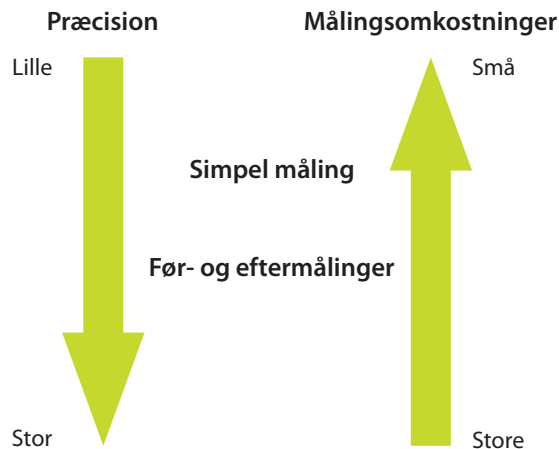 Præcision
Målingsomkostninger
Lille
Små
Simpel måling
Før- og eftermålinger
Stor
Store